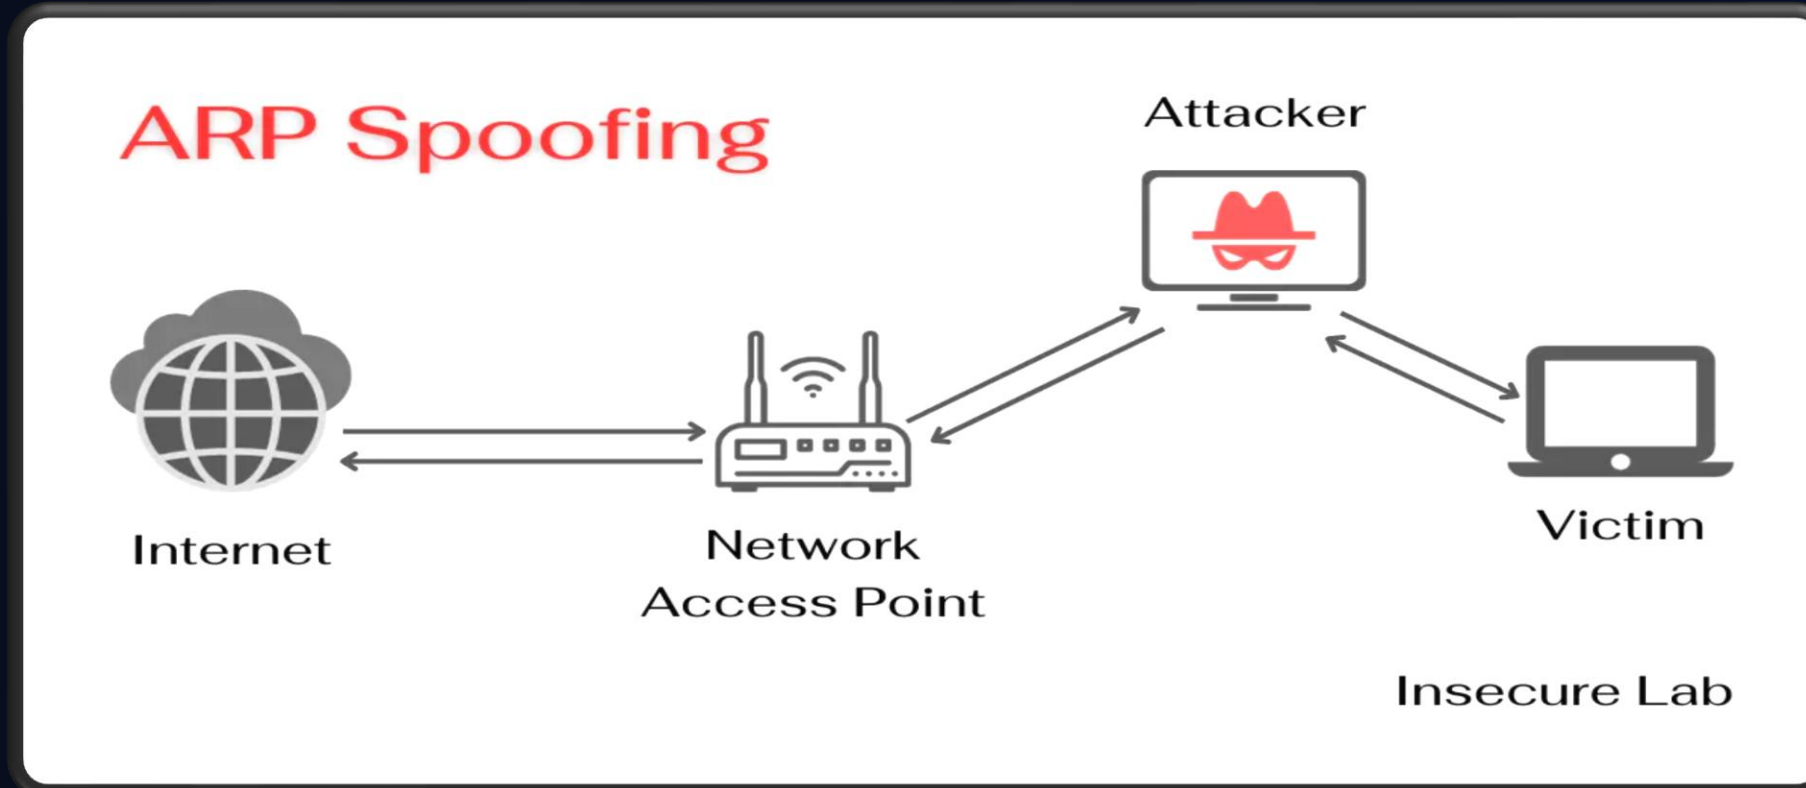 ARP Spoofing
Attacker
Internet
Network
Access Point
Victim
Insecure Lab